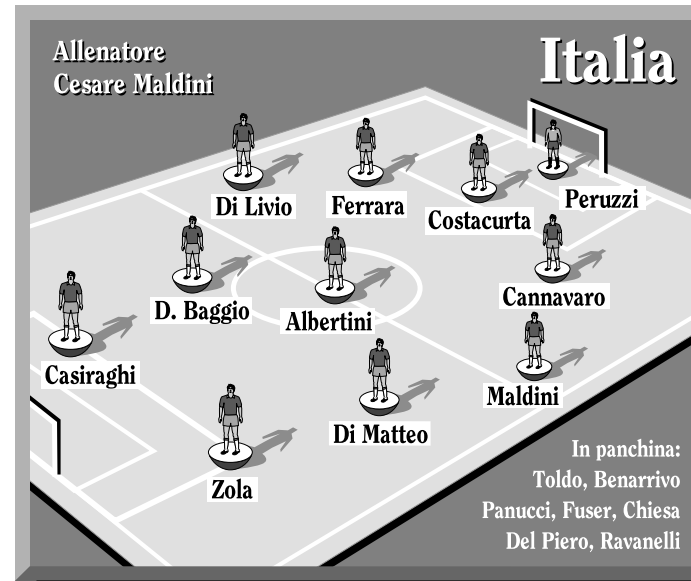 Allenatore
Cesare Maldini
Italia
Di Livio
Ferrara
Costacurta
Peruzzi
D. Baggio
Albertini
Cannavaro
Casiraghi
Di Matteo
Maldini
Zola
In panchina:
Toldo, Benarrivo
Panucci, Fuser, Chiesa
Del Piero, Ravanelli